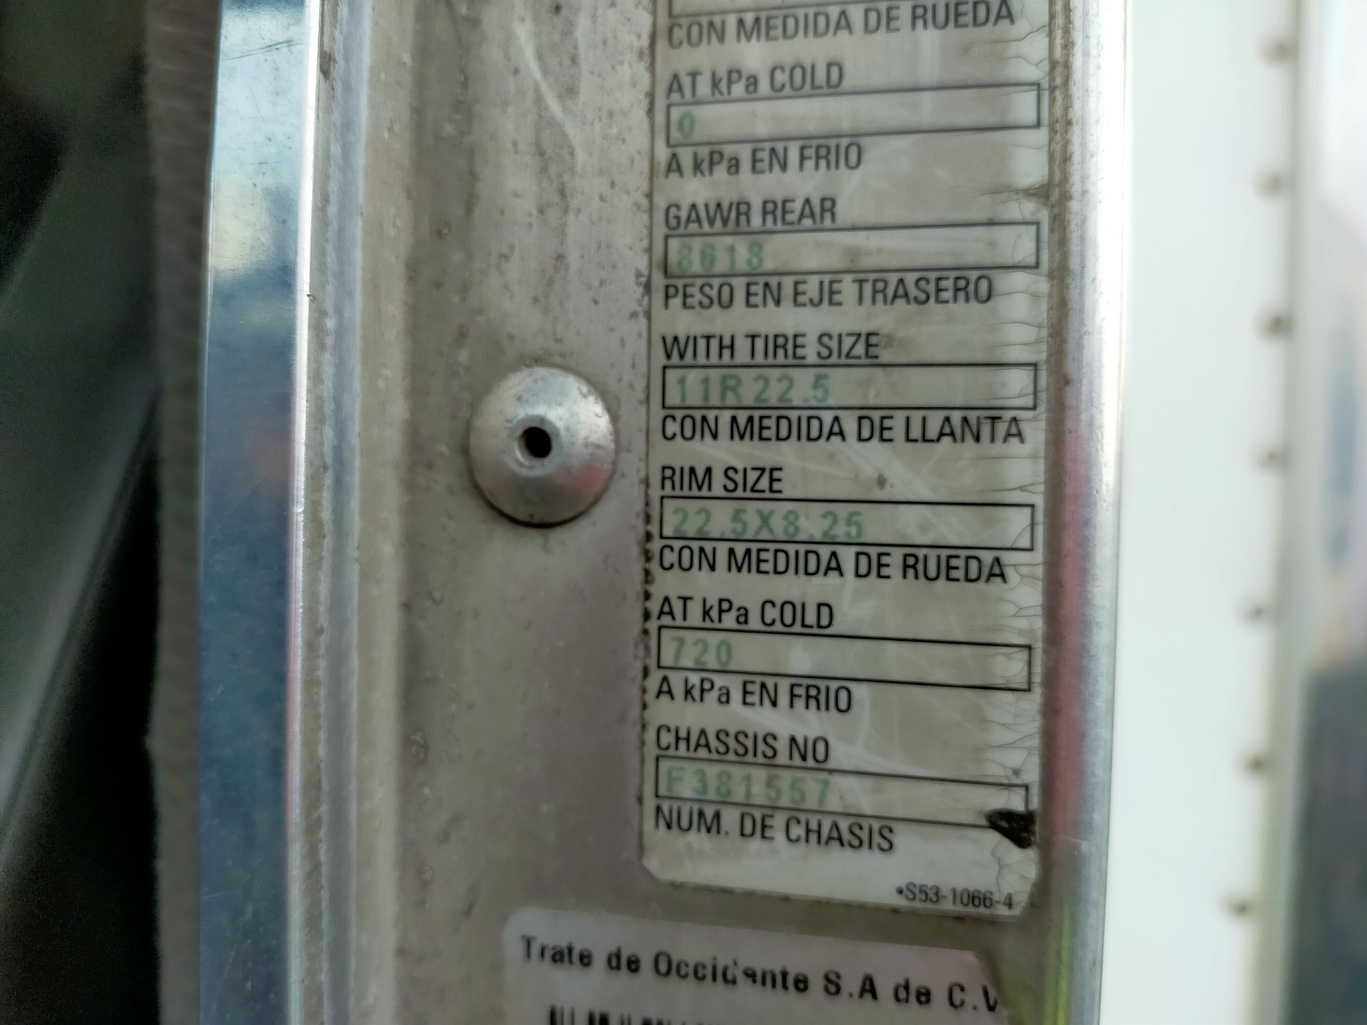 CON MEDIDA DE RUEDA
AT kPa COLD
0
A kPa EN FRIO
GAWR REAR
8618
PESO EN EJE TRASERO
WITH TIRE SIZE
11R22.5
CON MEDIDA DE LLANTA
RIM SIZE
22.5X8.25
CON MEDIDA DE RUEDA
AT kPa COLD
720
A kPa EN FRIO
CHASSIS NO
F381557
NUM. DE CHASIS
•S53-1066-4
Trate de Occidente S.A de C.V